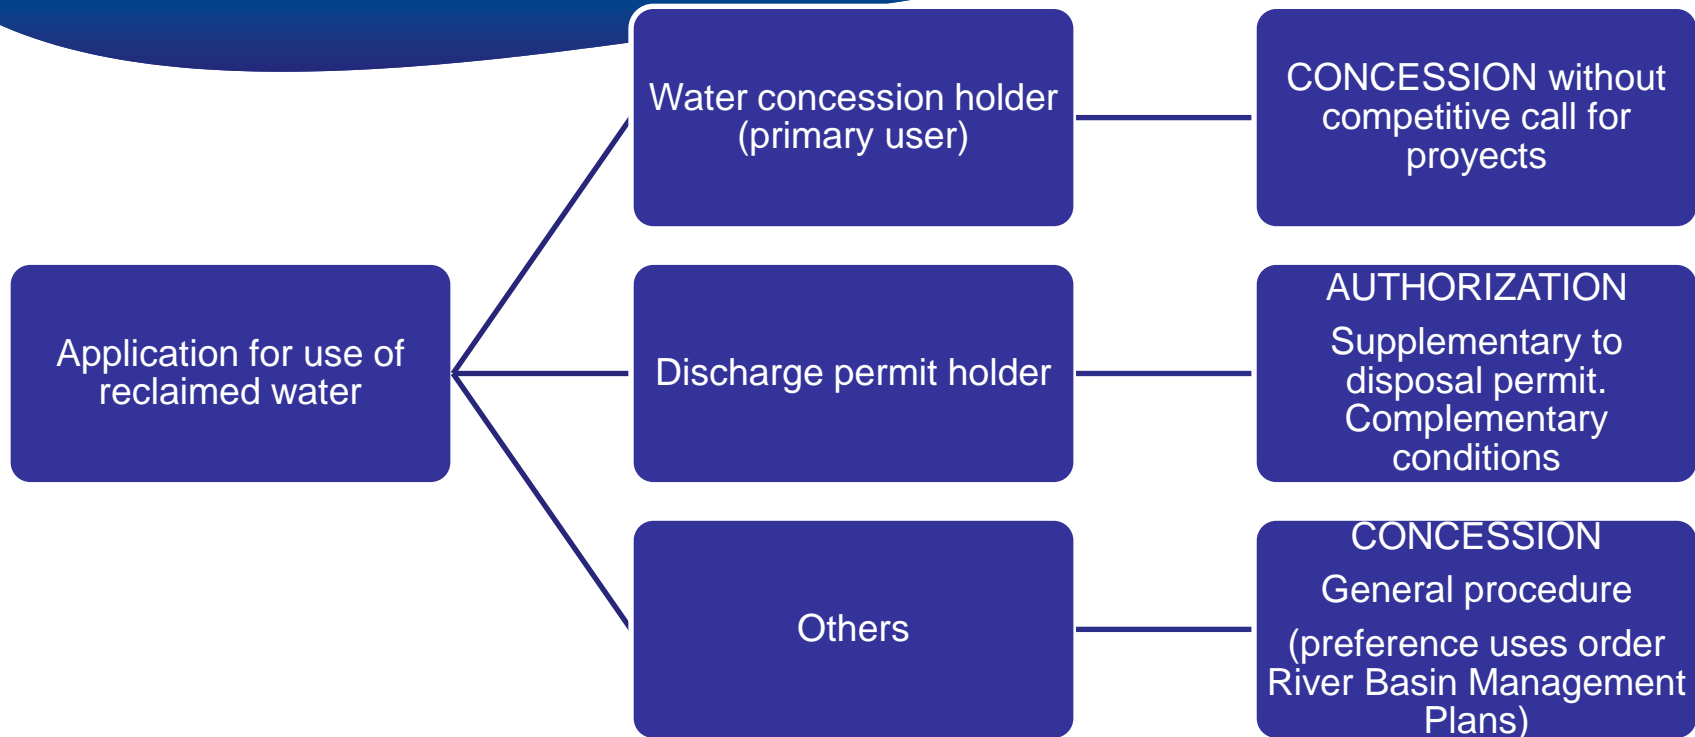 Water concession holder
(primary user)
CONCESSION without
competitive call for
proyects
Application for use of
reclaimed water
Discharge permit holder
AUTHORIZATION
Supplementary to
disposal permit.
Complementary
conditions
Others
CONCESSION
General procedure
(preference uses order
River Basin Management
Plans)